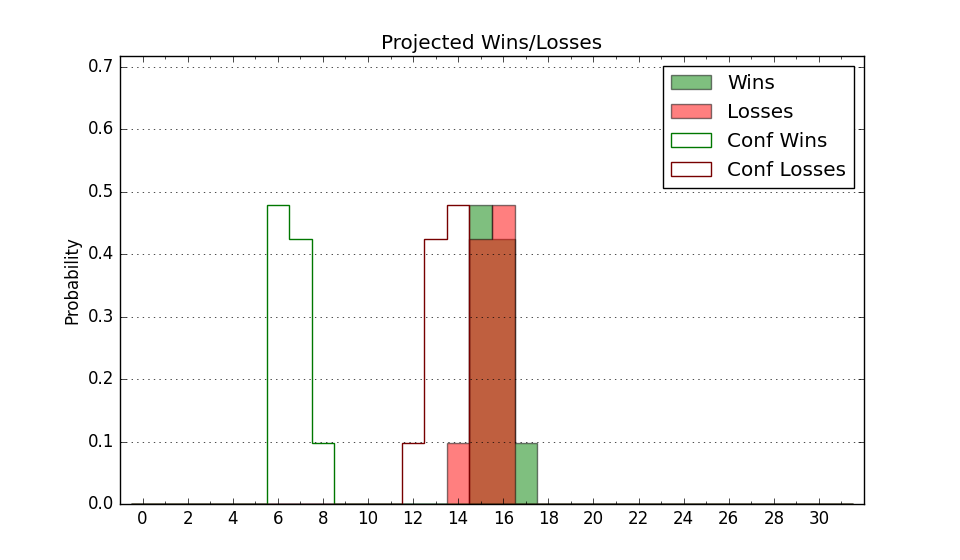 Projected Wins/Losses
0.7
0.6
0.5
0.4
0.3
0.2
0.1
0.0
Probability
Wins
Losses
Conf Wins
Conf Losses
0 2 4 6 8 10 12 14 16 18 20 22 24 26 28 30